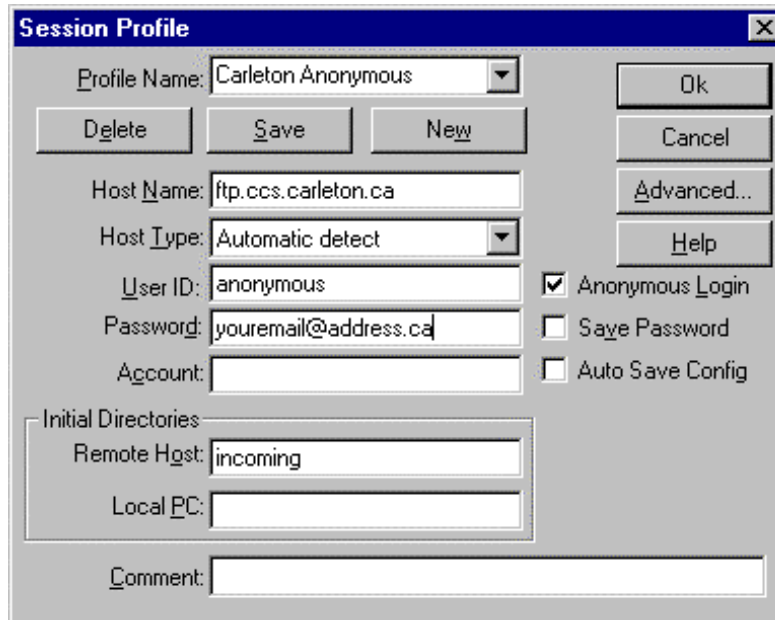 Session Profile
Profile Name: Carleton Anonymous
Ok
Delete Save New
Cancel
Host Name: ftp.ccs.carleton.ca
Advanced...
Host Type: Automatic detect
Help
User ID: anonymous
Anonymous Login
Password: youremail@address.ca
Save Password
Account:
Auto Save Config
Initial Directories
Remote Host: incoming
Local PC:
Comment: